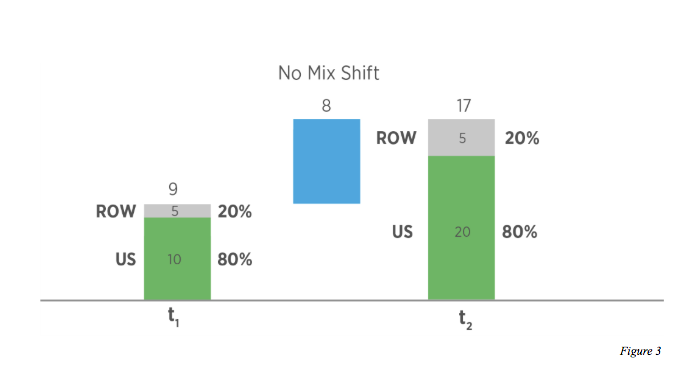 No Mix Shift
8
17
ROW 5 20%
9
ROW 5 20%
US 20 80%
US 10 80%
t1
t2
Figure 3